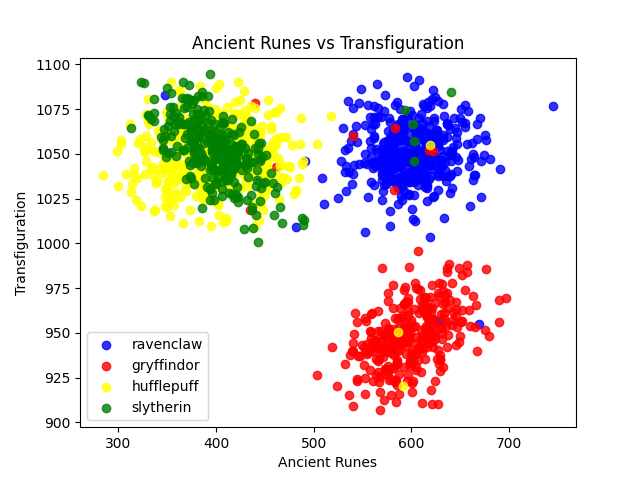 Ancient Runes vs Transfiguration
1100
1075
1050
1025
1000
975
950
925
900
Transfiguration
ravenclaw
gryffindor
hufflepuff
slytherin
300 400 500 600 700
Ancient Runes